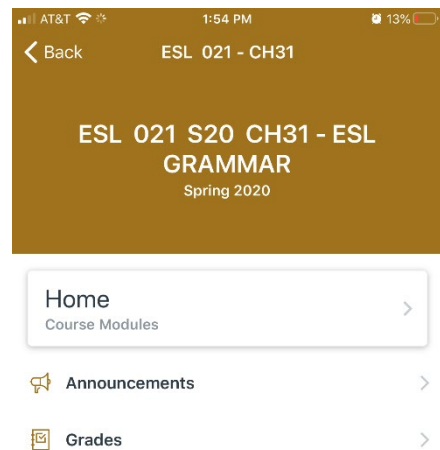 AT&T 1:54 PM 13%
Back ESL 021 - CH31
ESL 021 S20 CH31 - ESL
GRAMMAR
Spring 2020
Home
Course Modules
Announcements
Grades